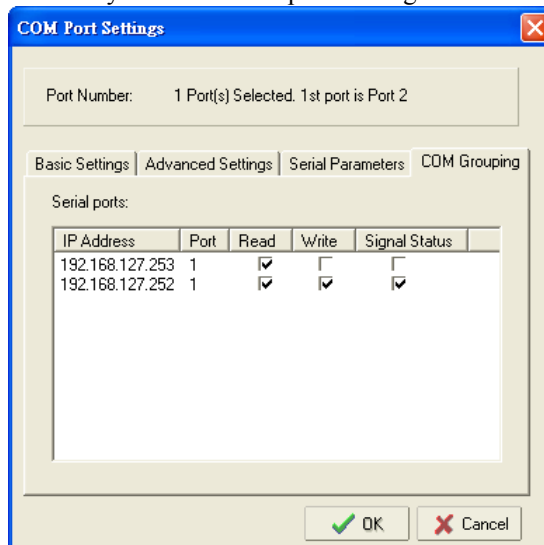 COM Port Settings
Port Number: 1 Port(s) Selected. 1st port is Port 2
Basic Settings Advanced Settings Serial Parameters COM Grouping
Serial ports:
IP Address Port Read Write Signal Status
192.168.127.253 1
192.168.127.252 1
OK Cancel